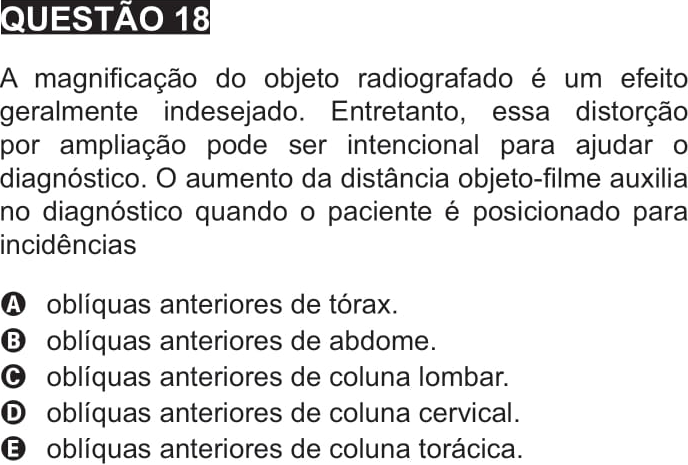 QUESTÃO 18
A magnificação do objeto radiografado é um efeito
geralmente indesejado. Entretanto, essa distorção
por ampliação pode ser intencional para ajudar o
diagnóstico. O aumento da distância objeto-filme auxilia
no diagnóstico quando o paciente é posicionado para
incidências
A oblíquas anteriores de tórax.
B oblíquas anteriores de abdome.
C oblíquas anteriores de coluna lombar.
D oblíquas anteriores de coluna cervical.
E oblíquas anteriores de coluna torácica.